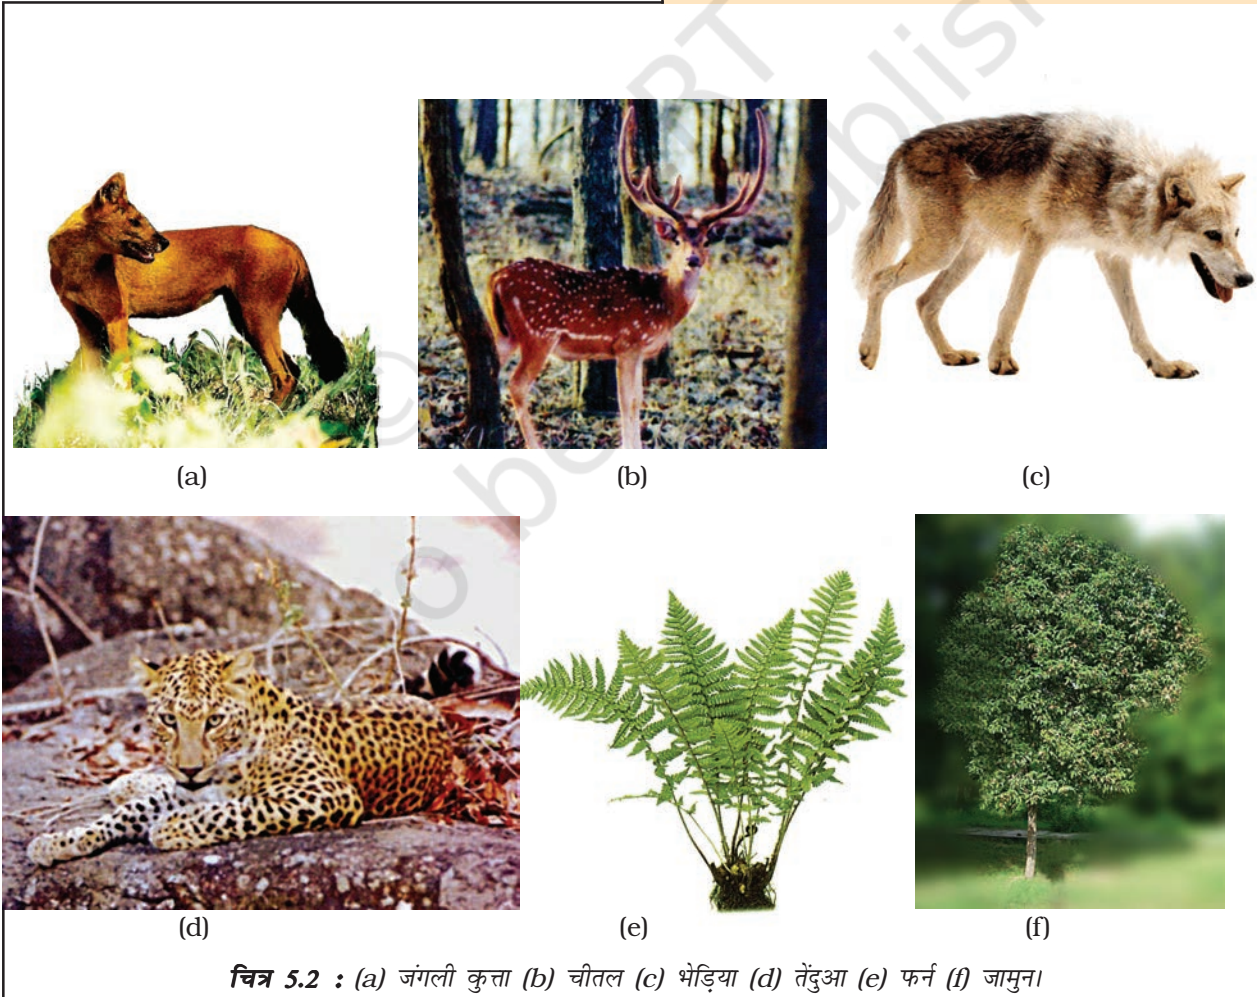 (a)
(b)
(c)
(d)
(e)
(f)
चित्र 5.2 : (a) जंगली कुत्ता (b) चीतल (c) भेड़िया (d) तेंदुआ (e) फर्न (f) जामुन।